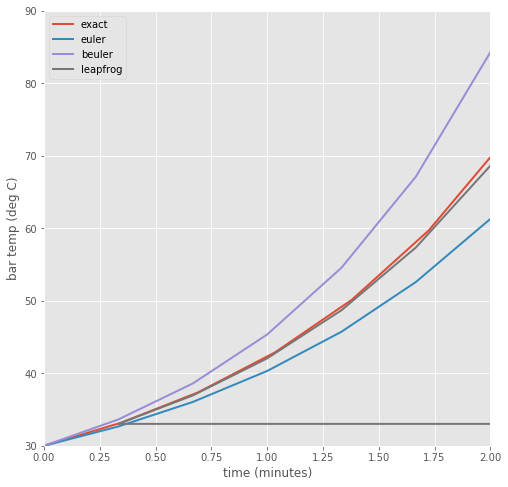 90
80
70
60
50
40
30
bar temp (deg C)
exact
euler
beuler
leapfrog
0.00 0.25 0.50 0.75 1.00 1.25 1.50 1.75 2.00
time (minutes)